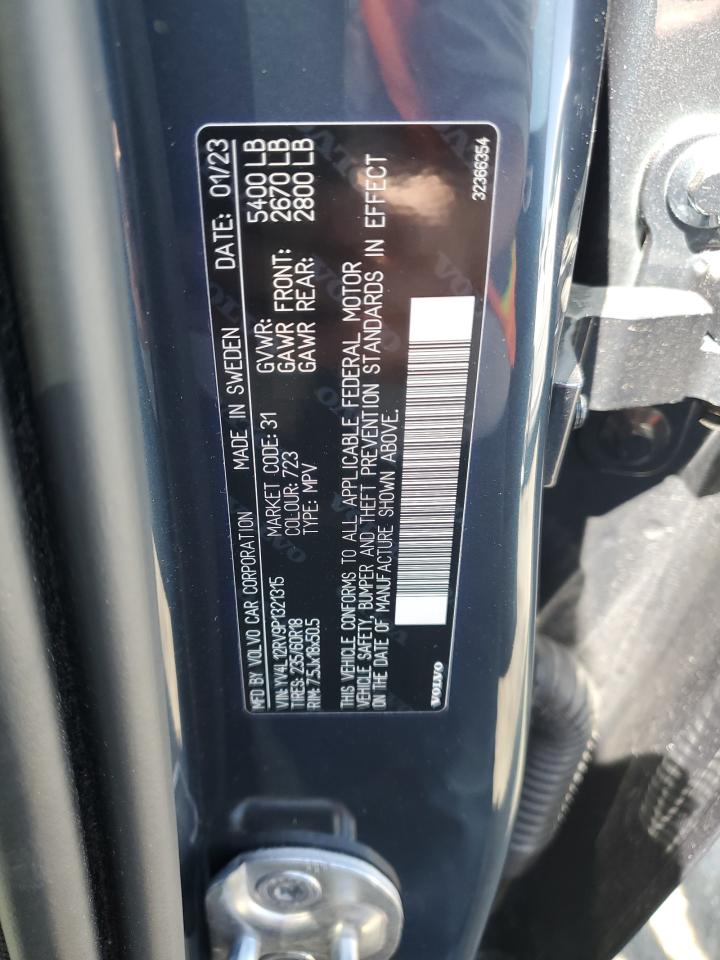 MFD BY VOLVO CAR CORPORATION MADE IN SWEDEN DATE: 01/23
VIN:YV4L12RV9P1321315 MARKET CODE: 31 GVWR: 5400 LB
TIRES: 235/60R18 COLOUR: 723 GAWR FRONT: 2670 LB
RIM: 7.5Jx18x50.5 TYPE: MPV GAWR REAR: 2800 LB
THIS VEHICLE CONFORMS TO ALL APPLICABLE FEDERAL MOTOR
VEHICLE SAFETY, BUMPER AND THEFT PREVENTION STANDARDS IN EFFECT
ON THE DATE OF MANUFACTURE SHOWN ABOVE.
VOLVO 32366354